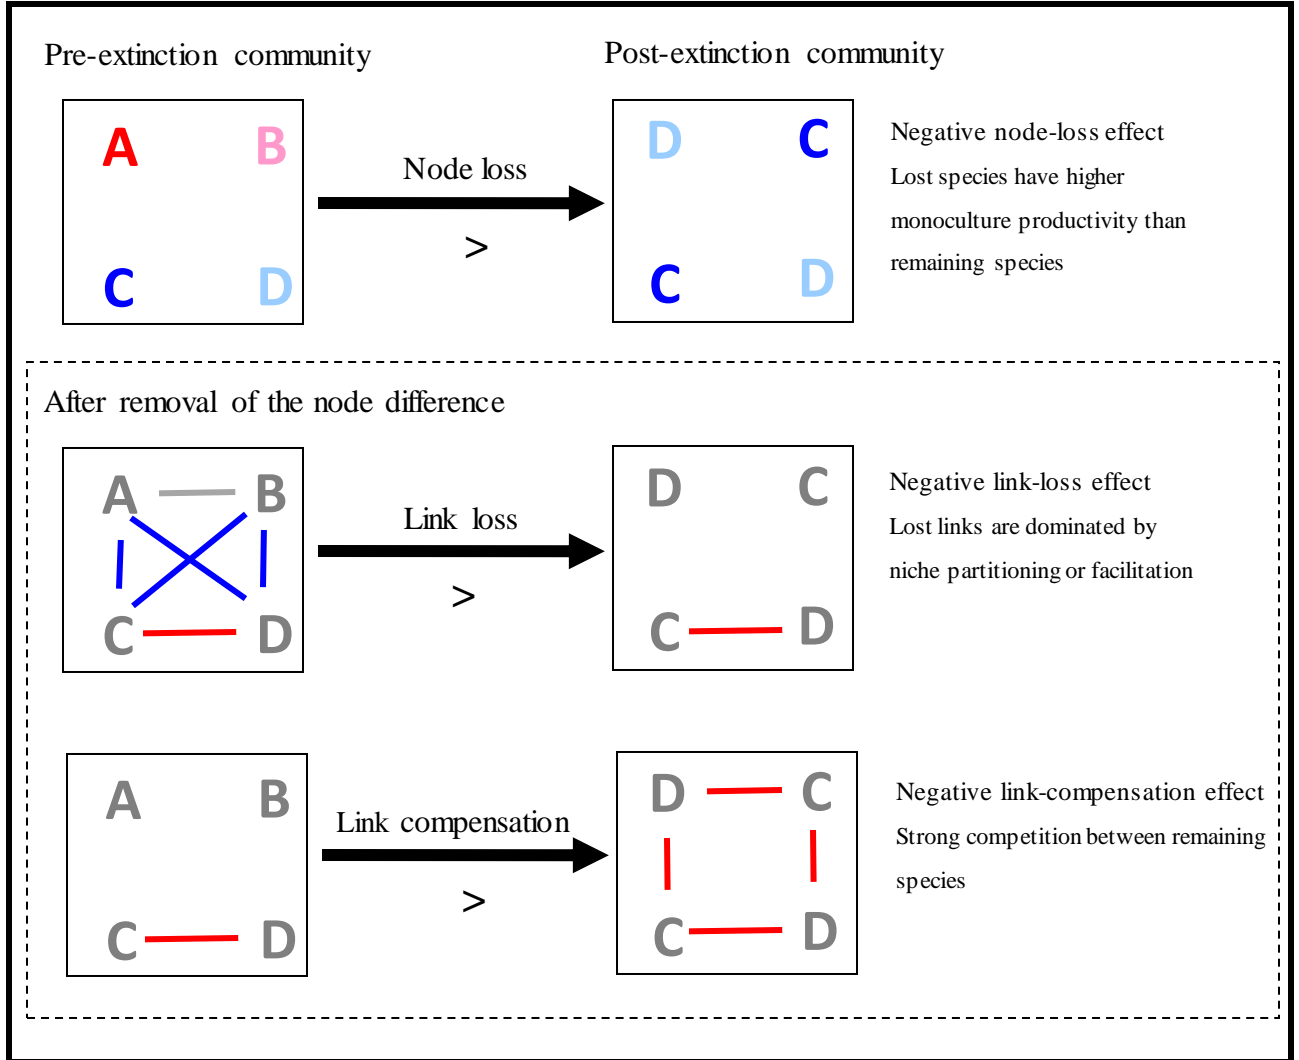 Pre-extinction community
Post-extinction community
A B
C D
Node loss
>
D C
C D
Negative node-loss effect
Lost species have higher
monoculture productivity than
remaining species
After removal of the node difference
A B
C D
Link loss
>
D C
C D
Negative link-loss effect
Lost links are dominated by
niche partitioning or facilitation
A B
C D
Link compensation
>
D C
C D
Negative link-compensation effect
Strong competition between remaining
species